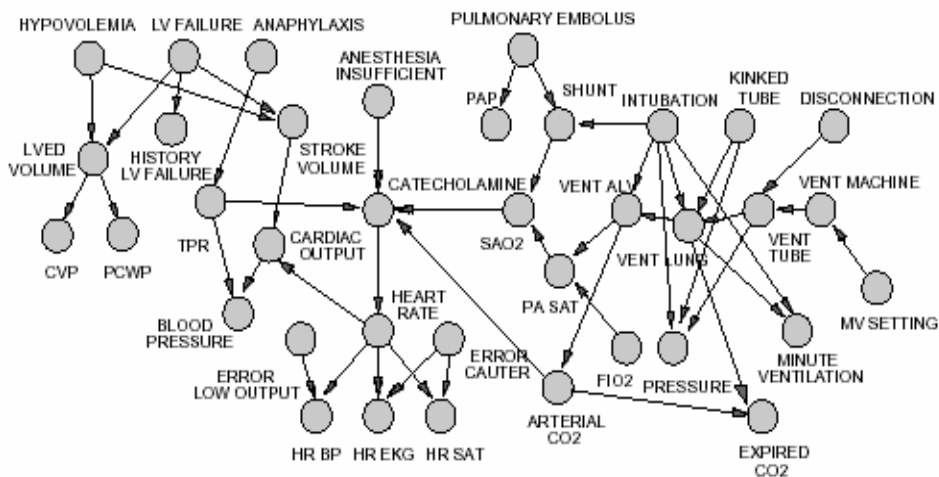 HYPOVOLEMIA
LV FAILURE
ANAPHYLAXIS
PULMONARY EMBOLUS
ANESTHESIA
INSUFFICIENT
PAP
SHUNT
INTUBATION
KINKED
TUBE
DISCONNECTION
LVED
VOLUME
HISTORY
LV FAILURE
STROKE
VOLUME
CATECHOLAMINE
VENT ALV
VENT MACHINE
TPR
CARDIAC
OUTPUT
SAO2
VENT LUNG
VENT
TUBE
CVP
PCWP
PA SAT
BLOOD
PRESSURE
HEART
RATE
MV SETTING
ERROR
LOW OUTPUT
ERROR
CAUTER
FIO2
PRESSURE
MINUTE
VENTILATION
HR BP
HR EKG
HR SAT
ARTERIAL
CO2
EXPIRED
CO2